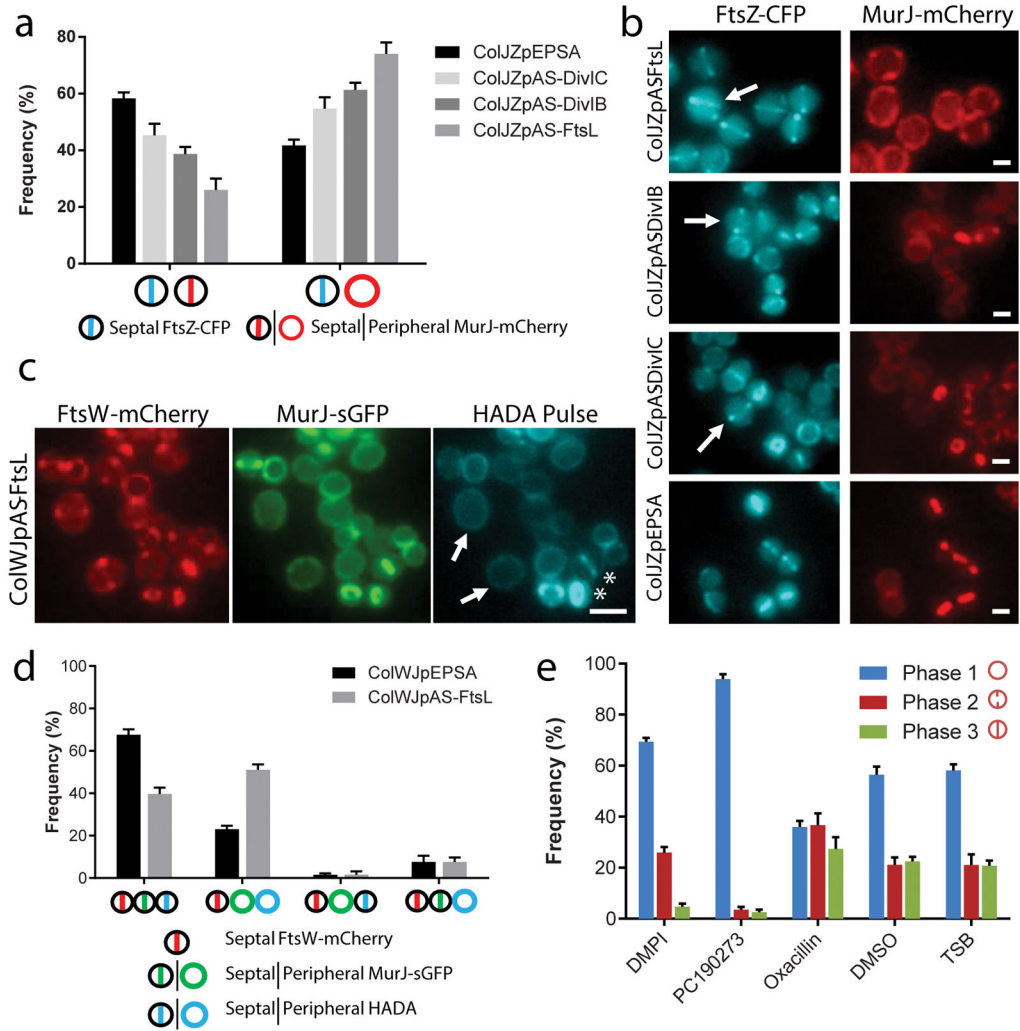 a
Frequency (%)
80
60
40
20
0
ColJZpEPSA
ColJZpAS-DivIC
ColJZpAS-DivIB
ColJZpAS-FtsL
Septal FtsZ-CFP
Septal|Peripheral MurJ-mCherry
b
FtsZ-CFP
MurJ-mCherry
ColJZpASFtsL
ColJZpASDivIB
ColJZpASDivIC
ColJZpEPSA
c
FtsW-mCherry
MurJ-sGFP
HADA Pulse
ColWJpAS-FtsL
*
*
d
Frequency (%)
100
80
60
40
20
0
ColWJpEPSA
ColWJpAS-FtsL
Septal FtsW-mCherry
Septal|Peripheral MurJ-sGFP
Septal|Peripheral HADA
e
Frequency (%)
100
80
60
40
20
0
Phase 1
Phase 2
Phase 3
DMPI
PC190273
Oxacillin
DMSO
TSB